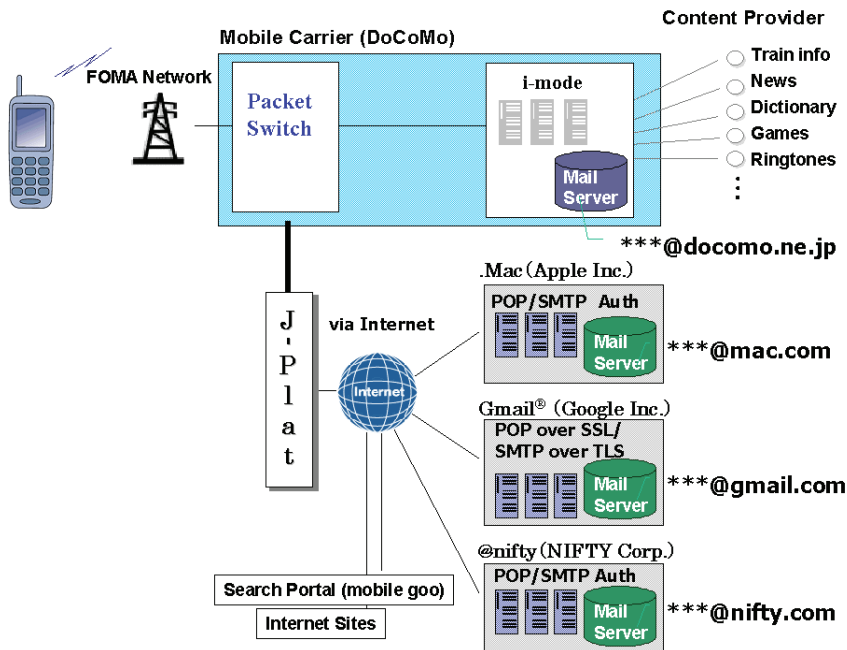 Content Provider
Mobile Carrier (DoCoMo)
FOMA Network
Packet
Switch
i-mode
Mail
Server
Train info
News
Dictionary
Games
Ringtones
⋮
***@docomo.ne.jp
J-Plat
via Internet
Internet
.Mac(Apple Inc.)
POP/SMTP Auth
Mail
Server
***@mac.com
Gmail® (Google Inc.)
POP over SSL/
SMTP over TLS
Mail
Server
***@gmail.com
@nifty(NIFTY Corp.)
POP/SMTP Auth
Mail
Server
***@nifty.com
Search Portal (mobile goo)
Internet Sites